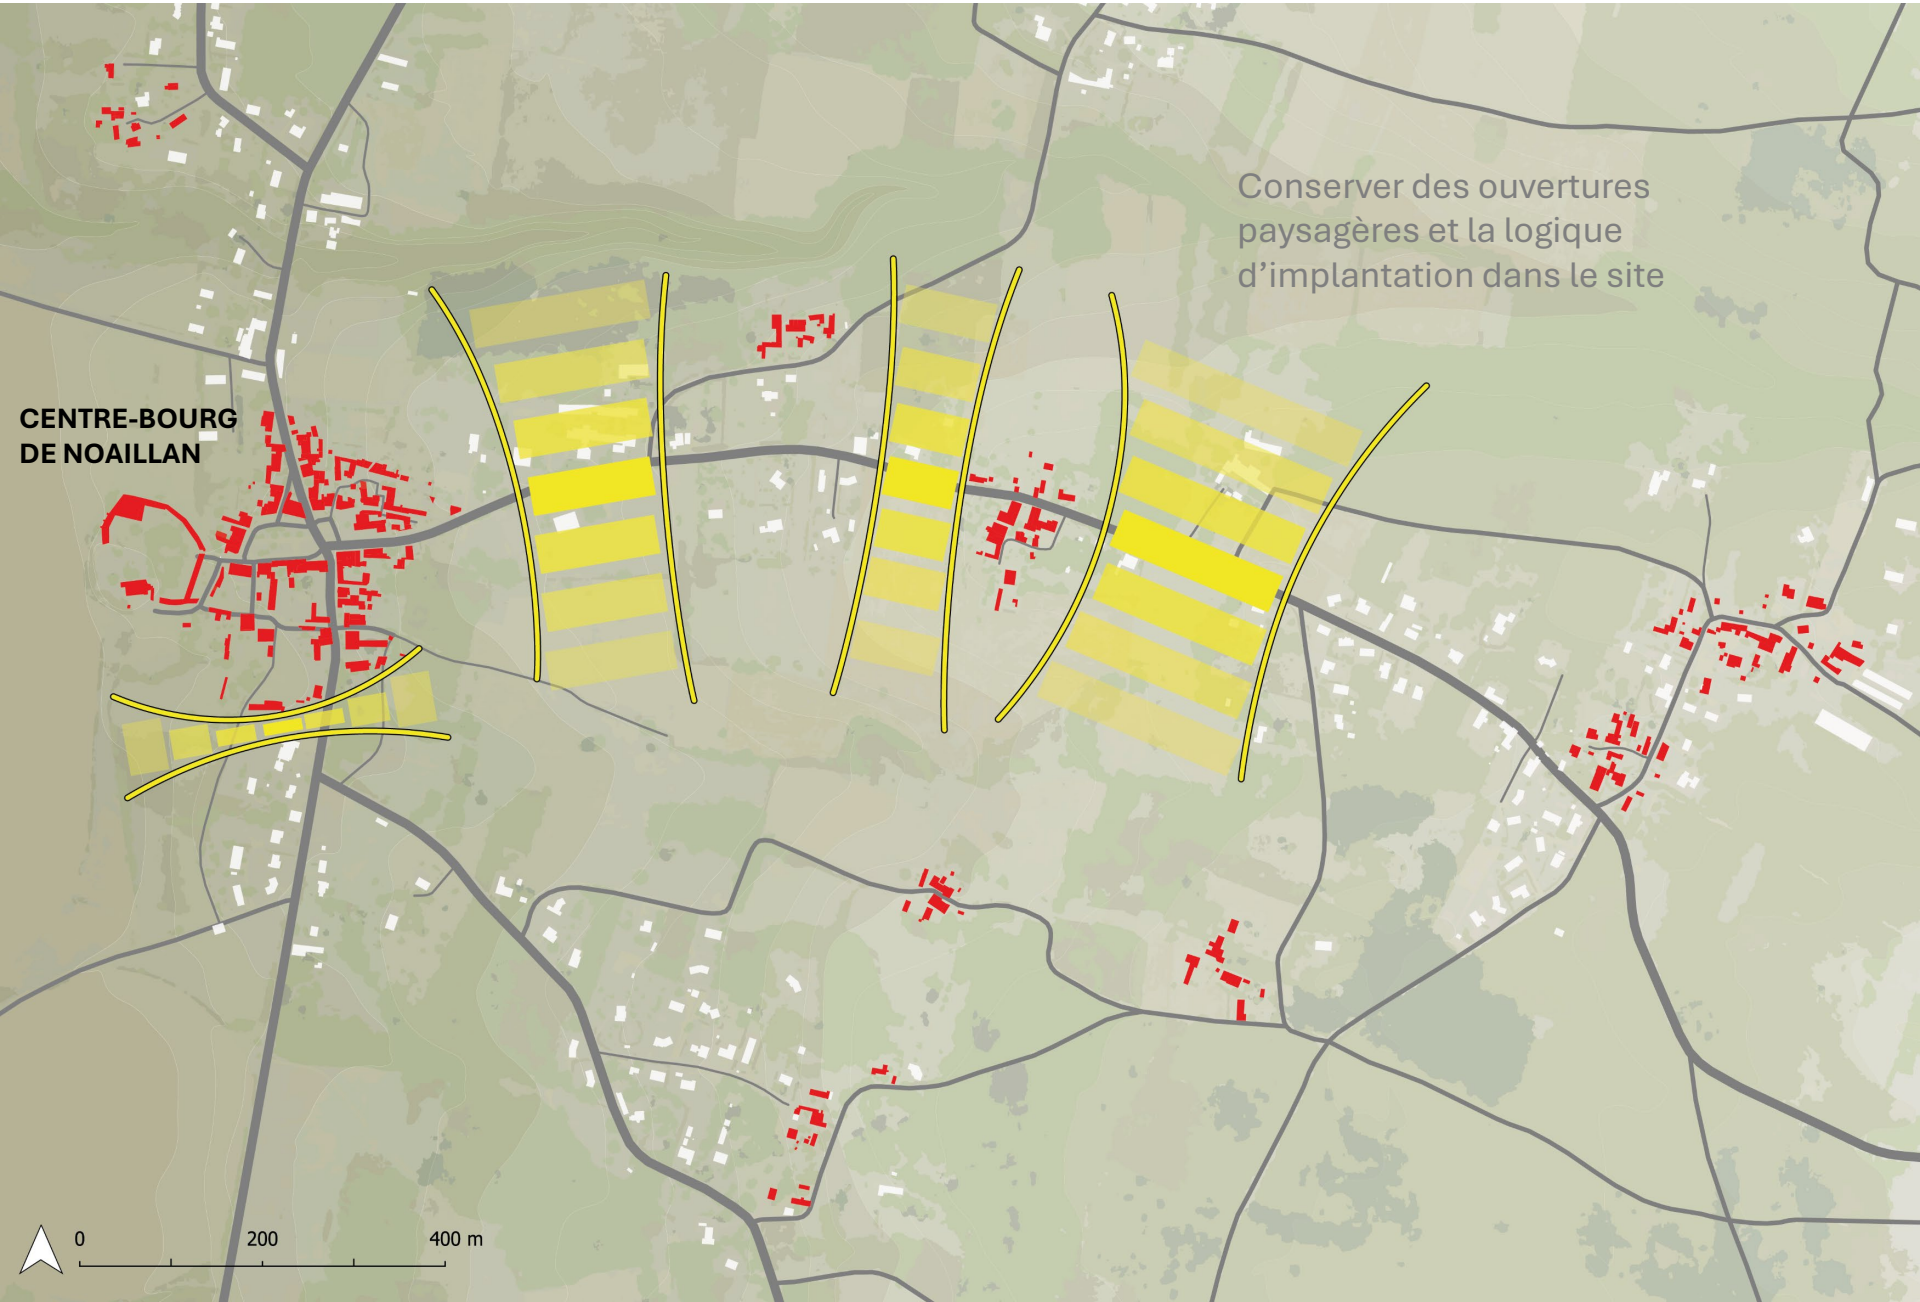 Conserver des ouvertures
paysagères et la logique
d’implantation dans le site
CENTRE-BOURG
DE NOAILLAN
0 200 400 m